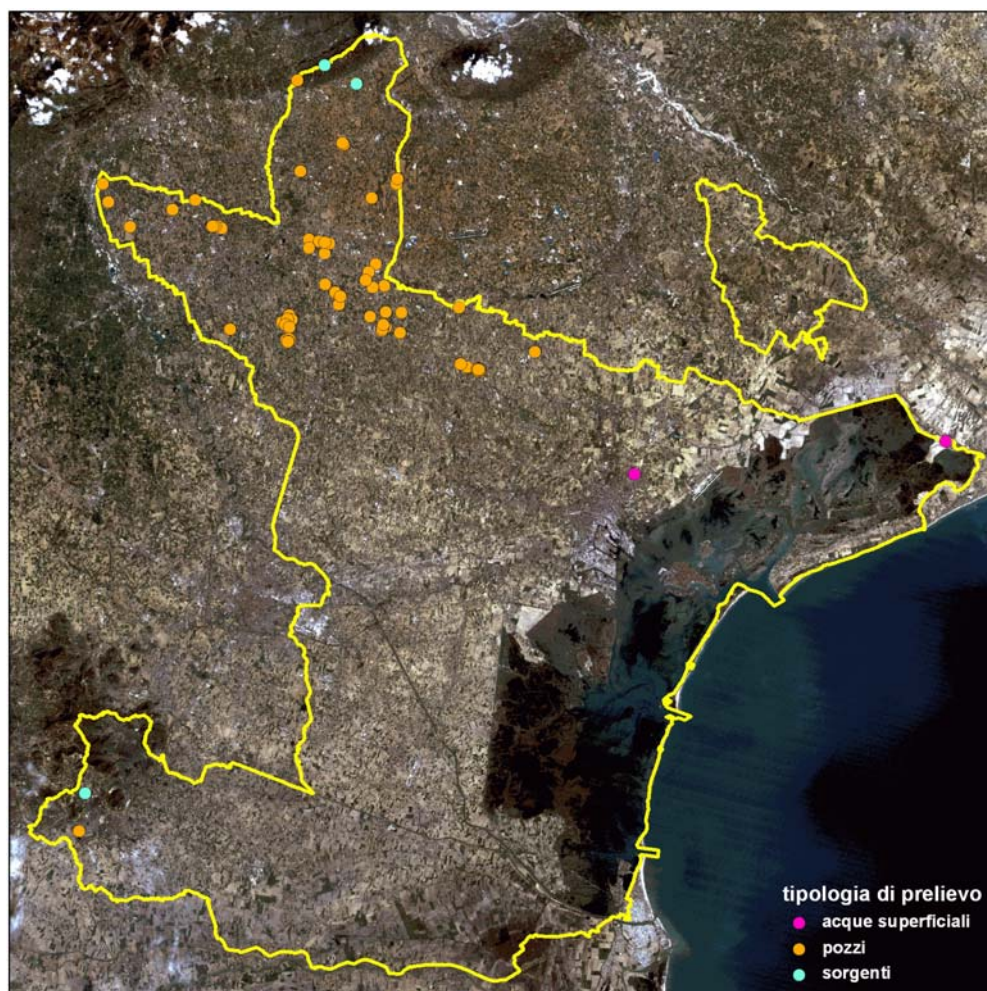 tipologia di prelievo
acque superficiali
pozzi
sorgenti